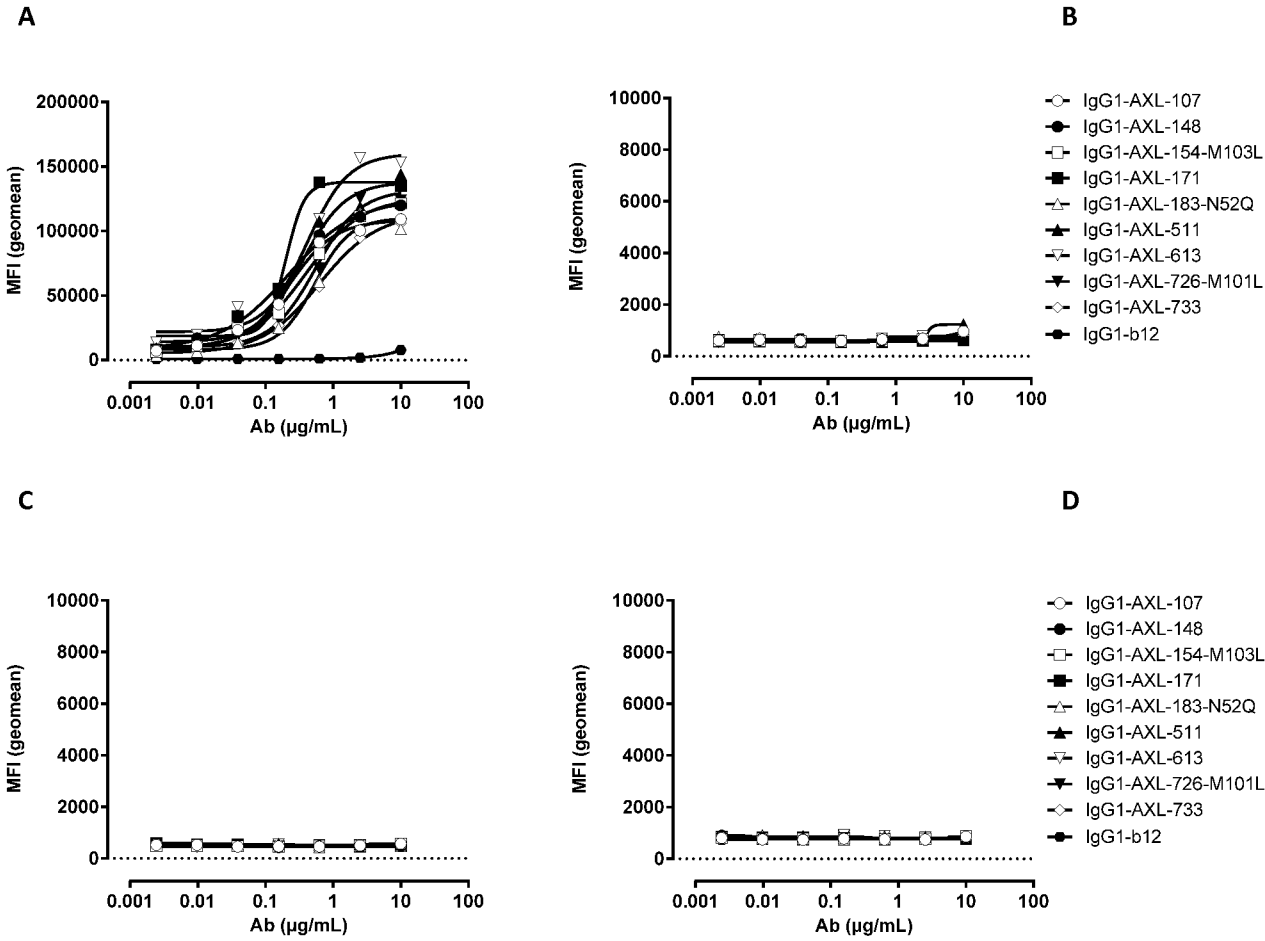 A
B
200000
150000
100000
50000
0
MFI (geomean)
0.001 0.01 0.1 1 10 100
Ab (µg/mL)
10000
8000
6000
4000
2000
0
MFI (geomean)
0.001 0.01 0.1 1 10 100
Ab (µg/mL)
IgG1-AXL-107
IgG1-AXL-148
IgG1-AXL-154-M103L
IgG1-AXL-171
IgG1-AXL-183-N52Q
IgG1-AXL-511
IgG1-AXL-613
IgG1-AXL-726-M101L
IgG1-AXL-733
IgG1-b12
C
D
10000
8000
6000
4000
2000
0
MFI (geomean)
0.001 0.01 0.1 1 10 100
Ab (µg/mL)
10000
8000
6000
4000
2000
0
MFI (geomean)
0.001 0.01 0.1 1 10 100
Ab (µg/mL)
IgG1-AXL-107
IgG1-AXL-148
IgG1-AXL-154-M103L
IgG1-AXL-171
IgG1-AXL-183-N52Q
IgG1-AXL-511
IgG1-AXL-613
IgG1-AXL-726-M101L
IgG1-AXL-733
IgG1-b12